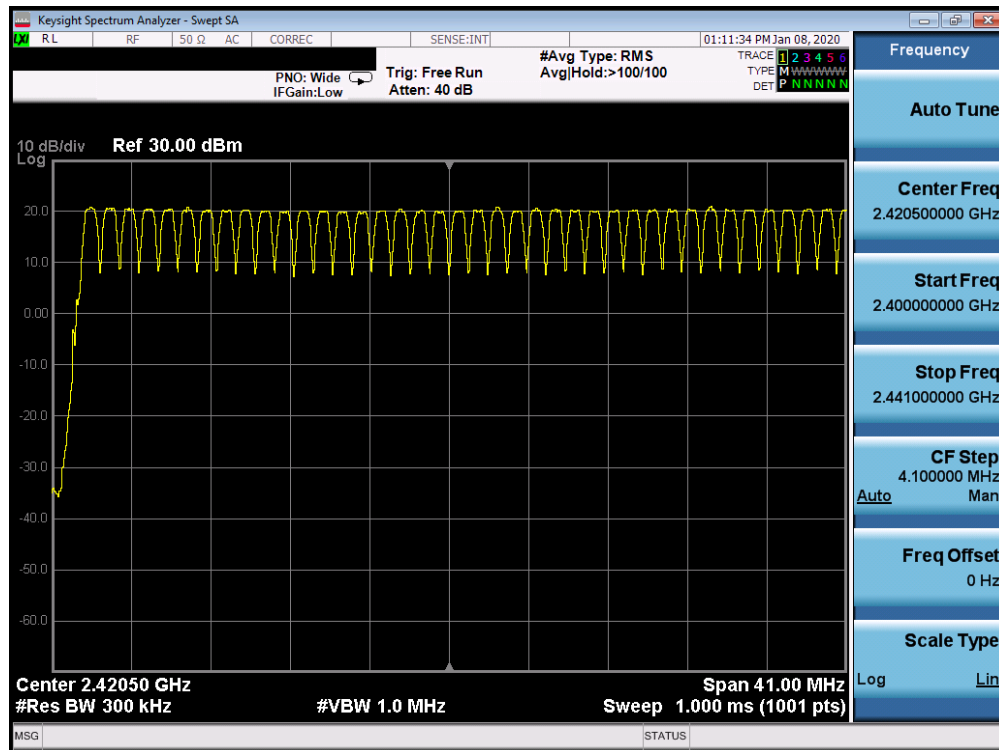 Keysight Spectrum Analyzer - Swept SA
LXI RL RF 50 Ω AC CORREC SENSE:INT 01:11:34 PM Jan 08, 2020
PNO: Wide
IFGain:Low
Trig: Free Run
Atten: 40 dB
#Avg Type: RMS
Avg|Hold:>100/100
TRACE 1 2 3 4 5 6
TYPE M WWWWW
DET P N N N N N
10 dB/div Ref 30.00 dBm
Log
20.0
10.0
0.00
-10.0
-20.0
-30.0
-40.0
-50.0
-60.0
Center 2.42050 GHz Span 41.00 MHz
#Res BW 300 kHz #VBW 1.0 MHz Sweep 1.000 ms (1001 pts)
MSG STATUS
Frequency
Auto Tune
Center Freq
2.420500000 GHz
Start Freq
2.400000000 GHz
Stop Freq
2.441000000 GHz
CF Step
4.100000 MHz
Auto Man
Freq Offset
0 Hz
Scale Type
Log Lin